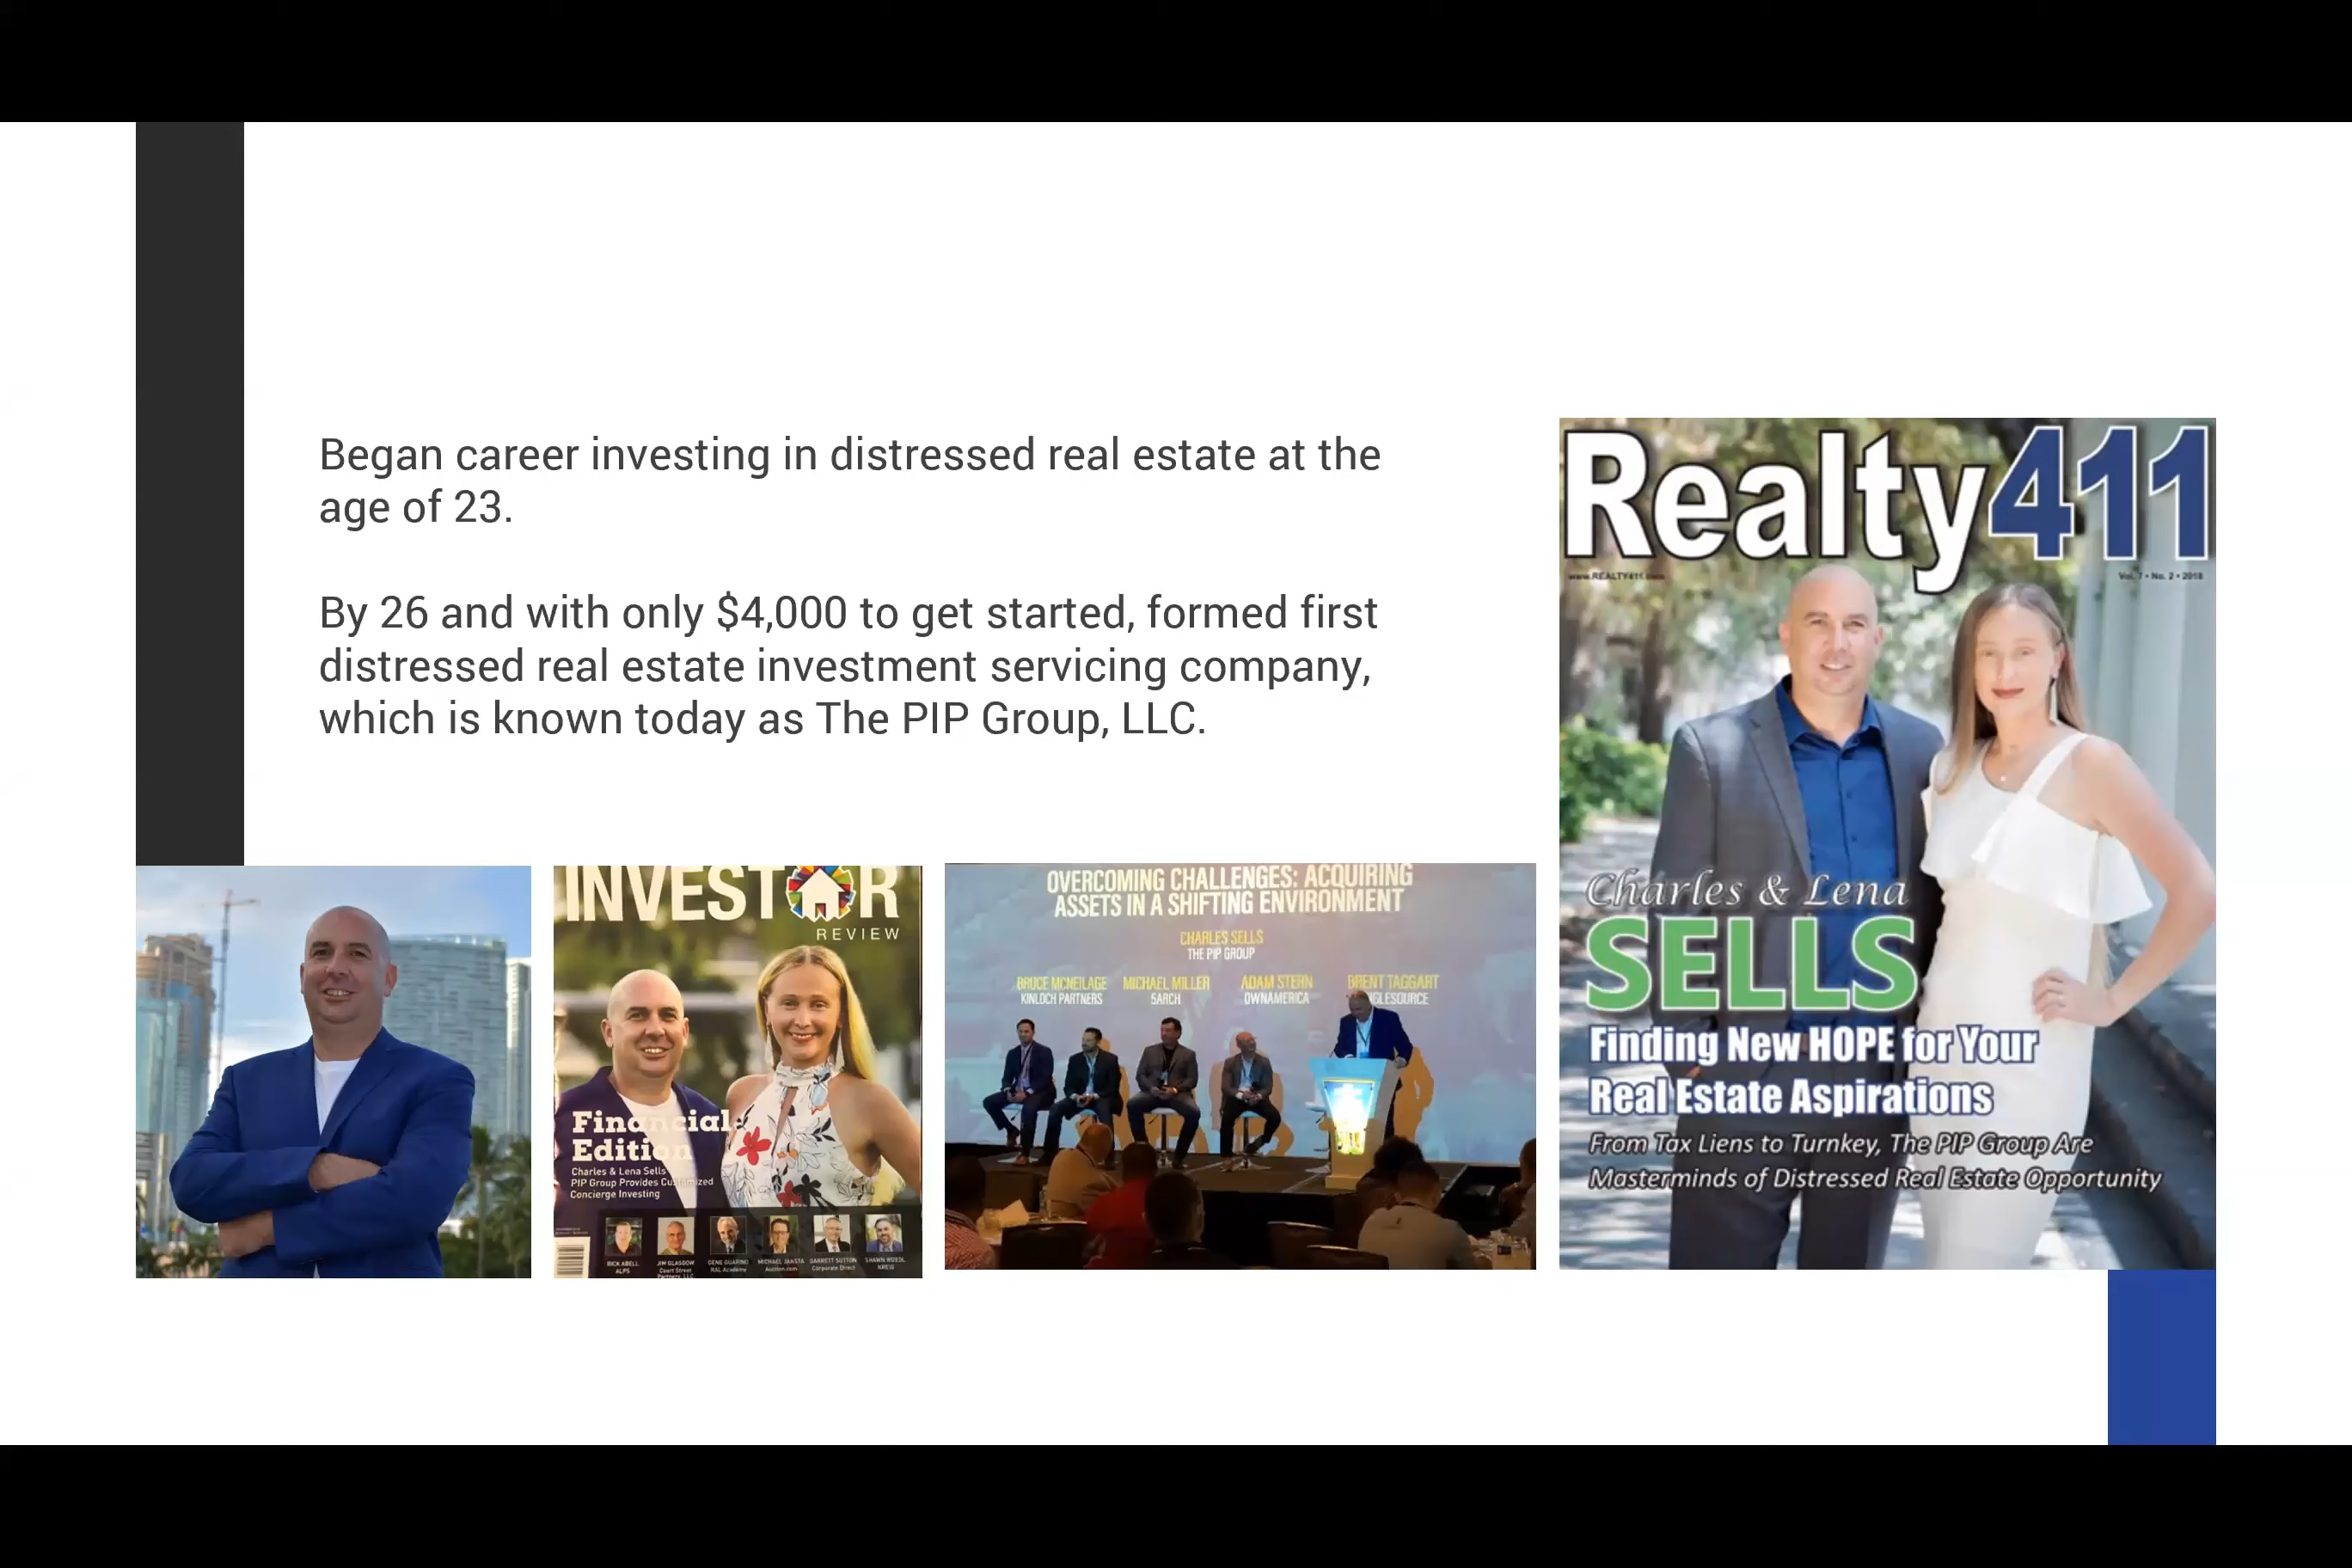 Began career investing in distressed real estate at the
age of 23.
By 26 and with only $4,000 to get started, formed first
distressed real estate investment servicing company,
which is known today as The PIP Group, LLC.
Realty411
www.REALTY411.com
Vol. 7 • No. 2 • 2018
Charles & Lena
SELLS
Finding New HOPE for Your
Real Estate Aspirations
From Tax Liens to Turnkey, The PIP Group Are
Masterminds of Distressed Real Estate Opportunity
INVESTOR
REVIEW
Financial
Edition
Charles & Lena Sells
PIP Group Provides Customized
Concierge Investing
RICK ABELL
ALPS
JIM GLASGOW
Court Street
Partners, LLC
GENE GUARINO
RAL Academy
MICHAEL JANSTA
Auction.com
GARRETT SUTTON
Corporate Direct
SHAWN
OVERCOMING CHALLENGES: ACQUIRING
ASSETS IN A SHIFTING ENVIRONMENT
CHARLES SELLS
THE PIP GROUP
BRUCE MCNEILAGE
KINLOCH PARTNERS
MICHAEL MILLER
5ARCH
ADAM STERN
OWNAMERICA
BRENT TAGGART
GLESOURCE